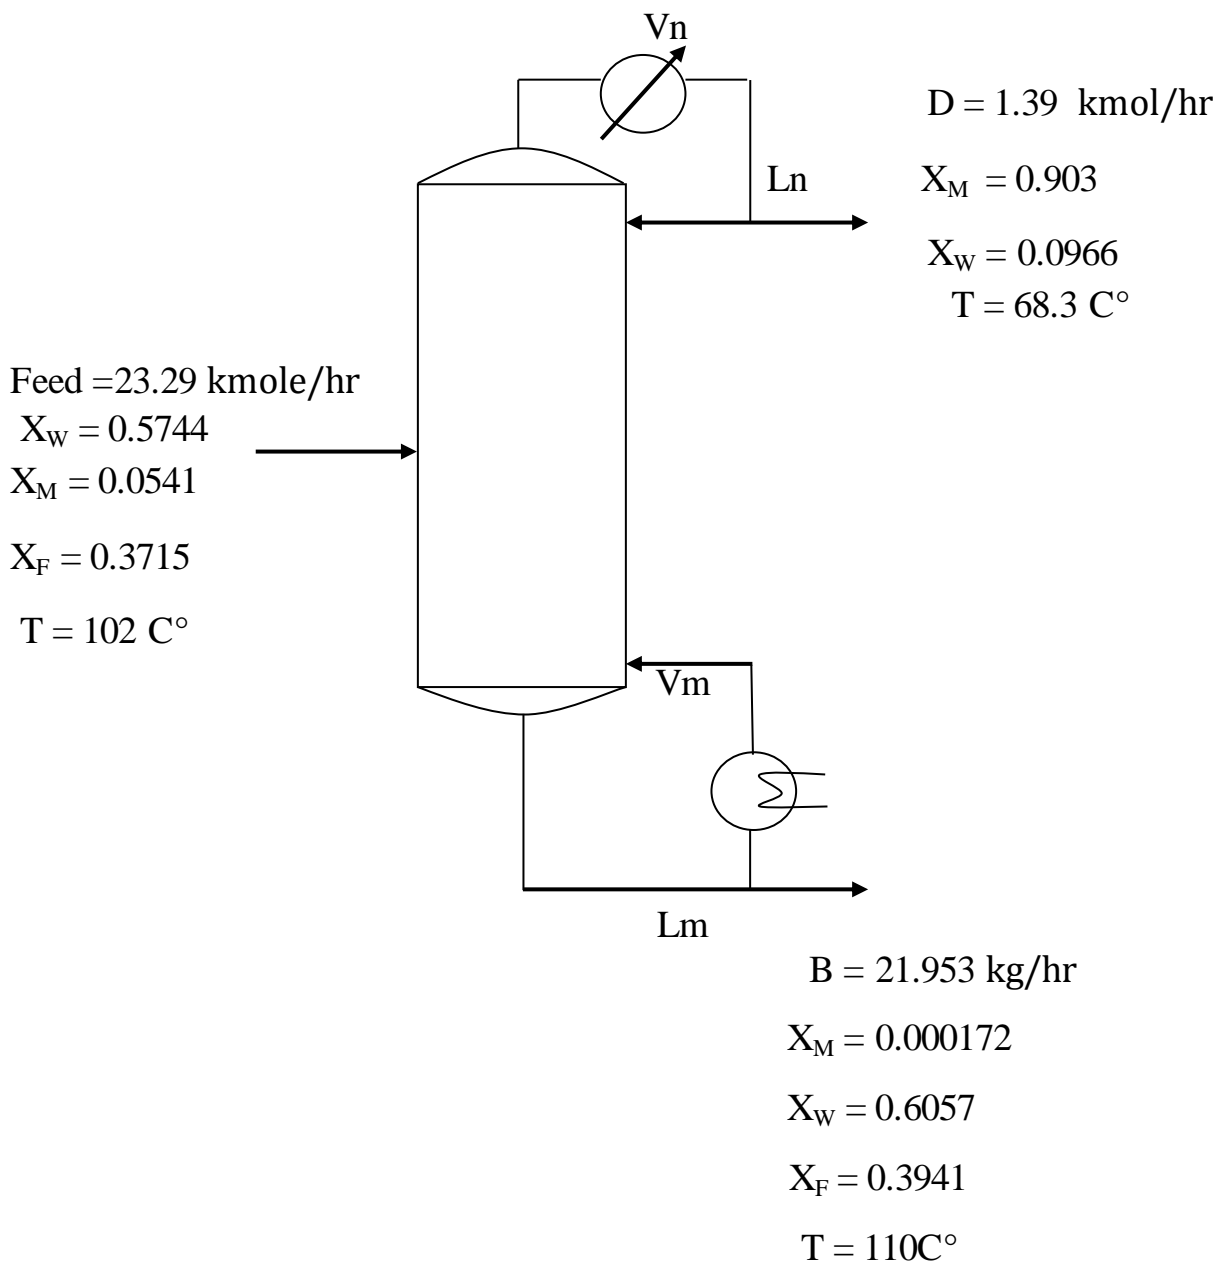 Vn
D = 1.39 kmol/hr
Ln
X_M = 0.903
X_W = 0.0966
T = 68.3 C°
Feed =23.29 kmole/hr
X_W = 0.5744
X_M = 0.0541
X_F = 0.3715
T = 102 C°
Vm
Lm
B = 21.953 kg/hr
X_M = 0.000172
X_W = 0.6057
X_F = 0.3941
T = 110C°